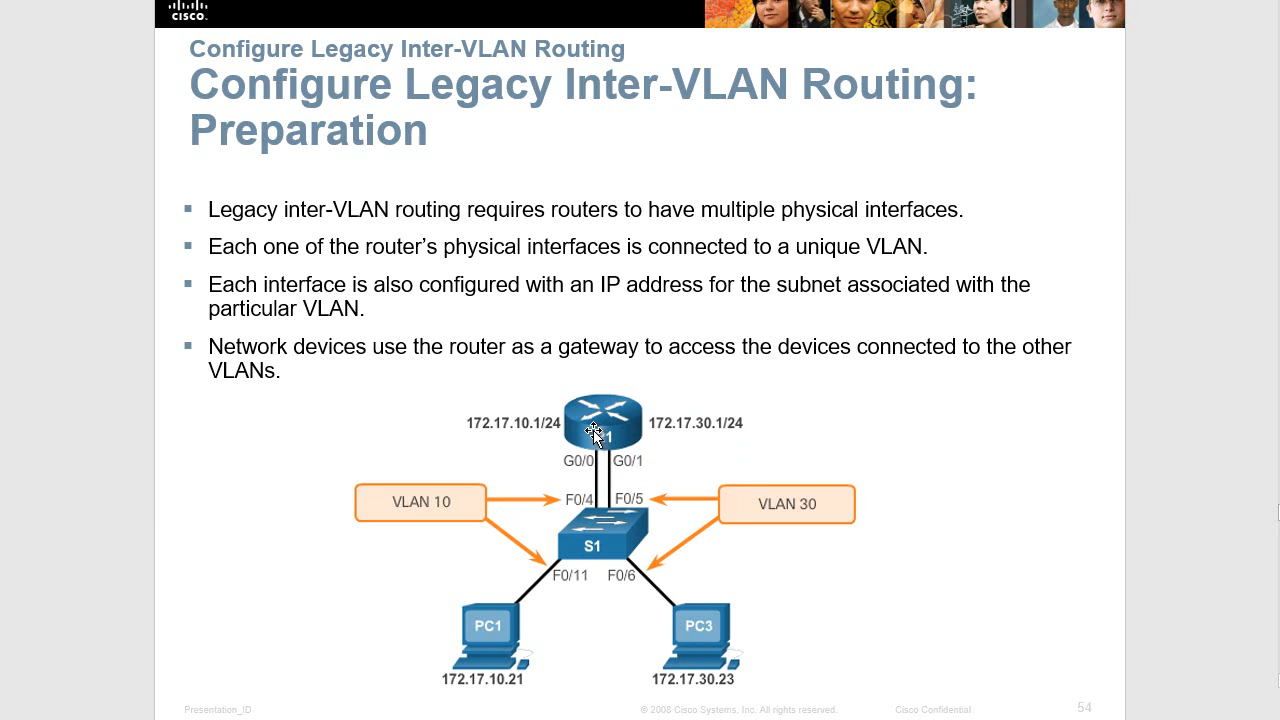 CISCO.
Configure Legacy Inter-VLAN Routing
Configure Legacy Inter-VLAN Routing:
Preparation
Legacy inter-VLAN routing requires routers to have multiple physical interfaces.
Each one of the router's physical interfaces is connected to a unique VLAN.
Each interface is also configured with an IP address for the subnet associated with the
particular VLAN.
Network devices use the router as a gateway to access the devices connected to the other
VLANs.
172.17.10.1/24
172.17.30.1/24
G0/0
G0/1
VLAN 10
F0/4
F0/5
VLAN 30
S1
F0/11
F0/6
PC1
PC3
172.17.10.21
172.17.30.23
Presentation_ID
© 2008 Cisco Systems, Inc. All rights reserved.
Cisco Confidential
54